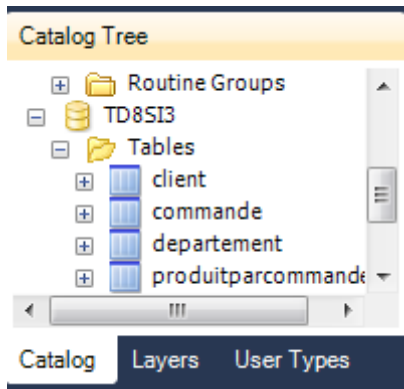 Catalog Tree
Routine Groups
TD8SI3
Tables
client
commande
departement
produitparcommande
Catalog Layers User Types